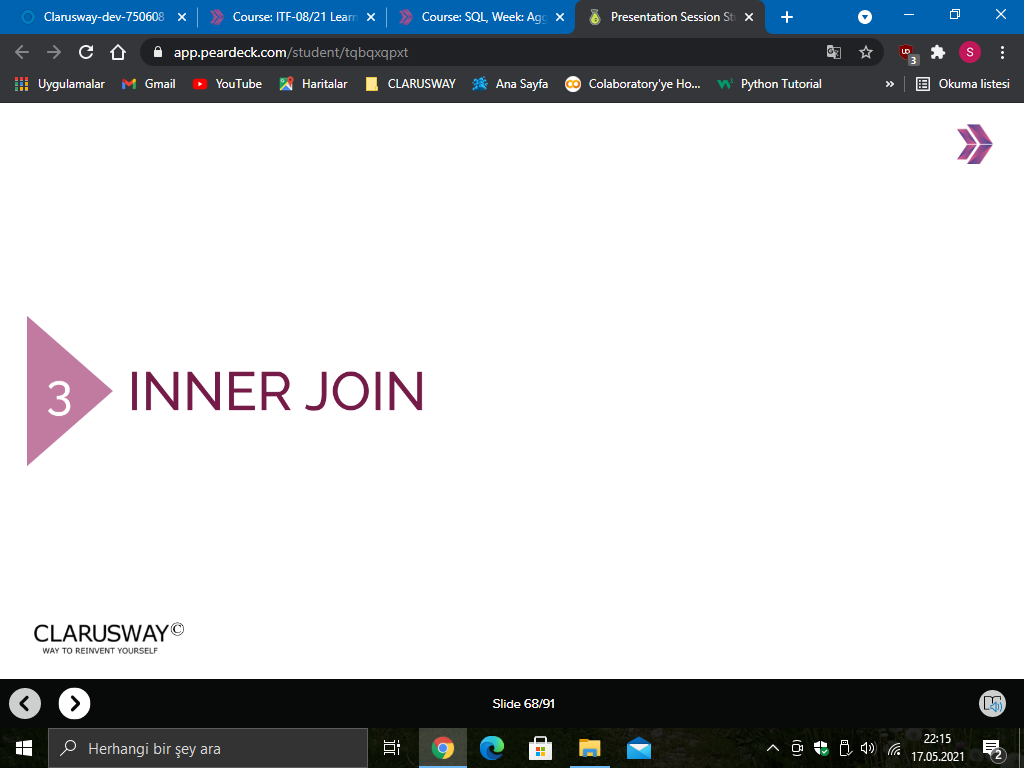 Clarusway-dev-750608
Course: ITF-08/21 Learn
Course: SQL, Week: Agg
Presentation Session St
app.peardeck.com/student/tqbqxqpxt
3
S
Uygulamalar
Gmail
YouTube
Haritalar
CLARUSWAY
Ana Sayfa
Colaboratory'ye Ho...
Python Tutorial
»
Okuma listesi
3
INNER JOIN
CLARUSWAY©
WAY TO REINVENT YOURSELF
Slide 68/91
Herhangi bir şey ara
22:15
17.05.2021
2